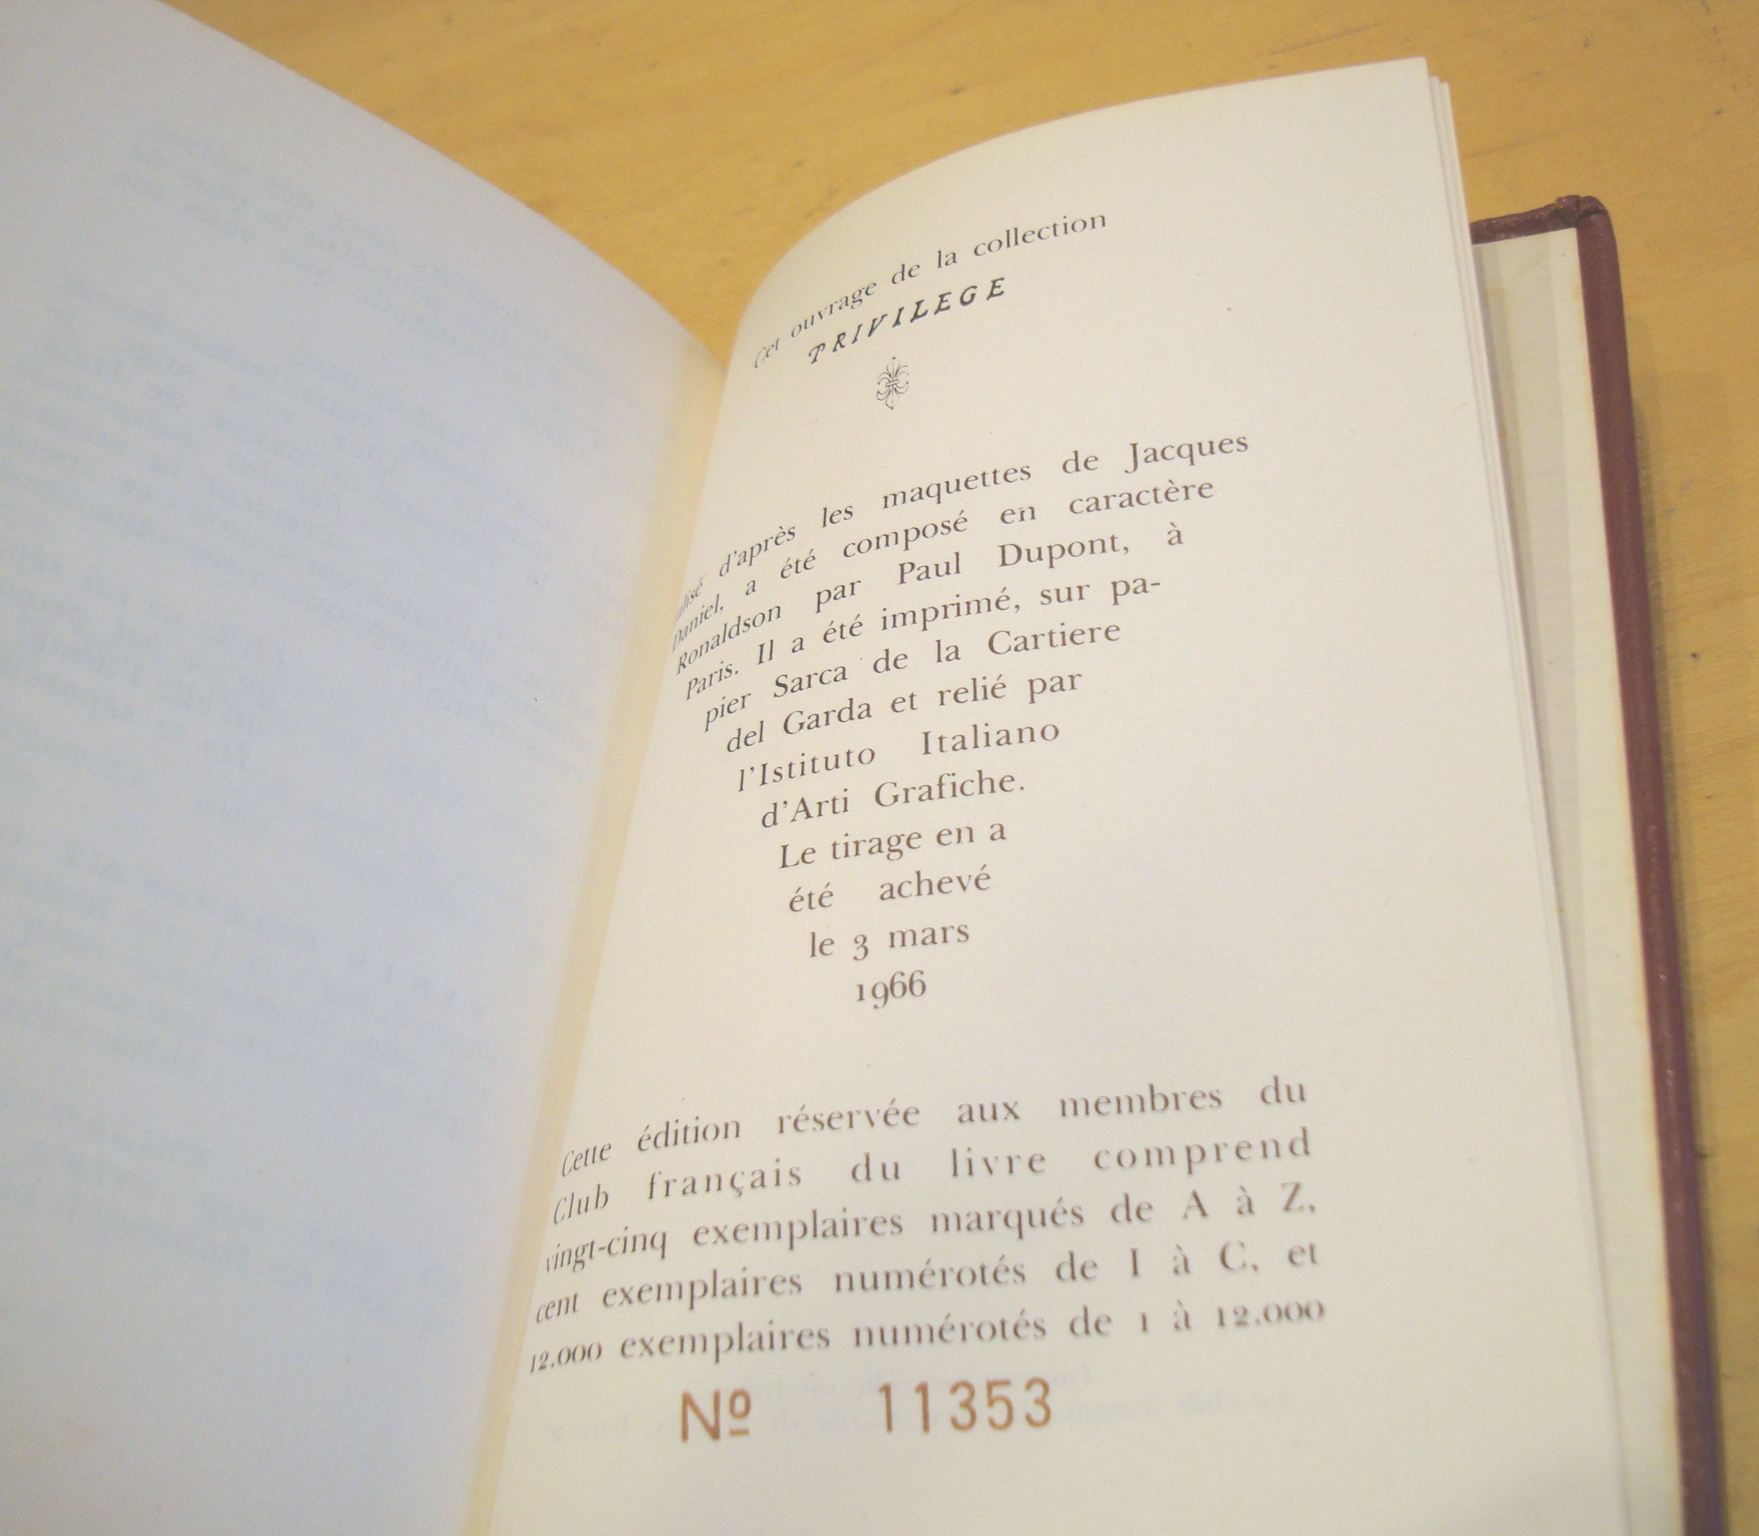 Cet ouvrage de la collection
PRIVILEGE
d'après les maquettes de Jacques
Daniel, a été composé en caractère
Ronaldson par Paul Dupont, à
Paris. Il a été imprimé, sur pa-
pier Sarca de la Cartiere
del Garda et relié par
l'Istituto Italiano
d'Arti Grafiche.
Le tirage en a
été achevé
le 3 mars
1966
Cette édition réservée aux membres du
Club français du livre comprend
vingt-cinq exemplaires marqués de A à Z,
cent exemplaires numérotés de I à C, et
12.000 exemplaires numérotés de 1 à 12.000
Nº 11353